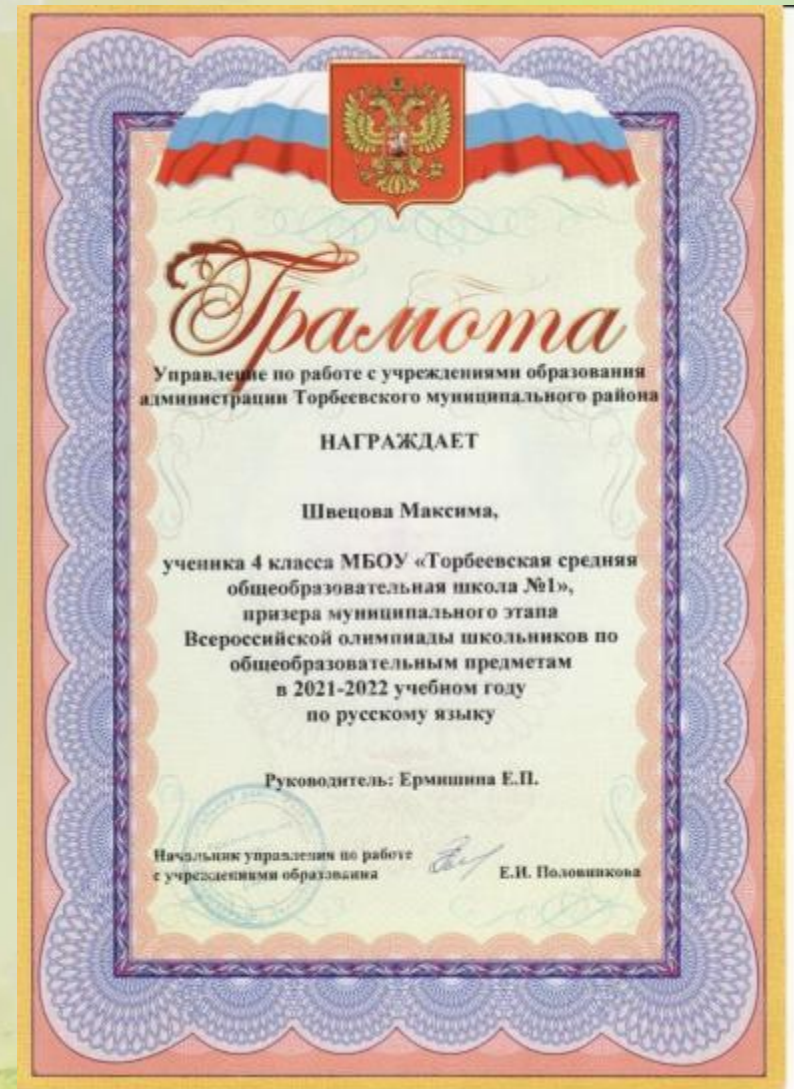 Грамота
Управление по работе с учреждениями образования
администрации Торбеевского муниципального района
НАГРАЖДАЕТ
Швецова Максима,
ученика 4 класса МБОУ «Торбеевская средняя
общеобразовательная школа №1»,
призера муниципального этапа
Всероссийской олимпиады школьников по
общеобразовательным предметам
в 2021-2022 учебном году
по русскому языку
Руководитель: Ермишина Е.П.
Начальник управления по работе
с учреждениями образования
Е.И. Половникова